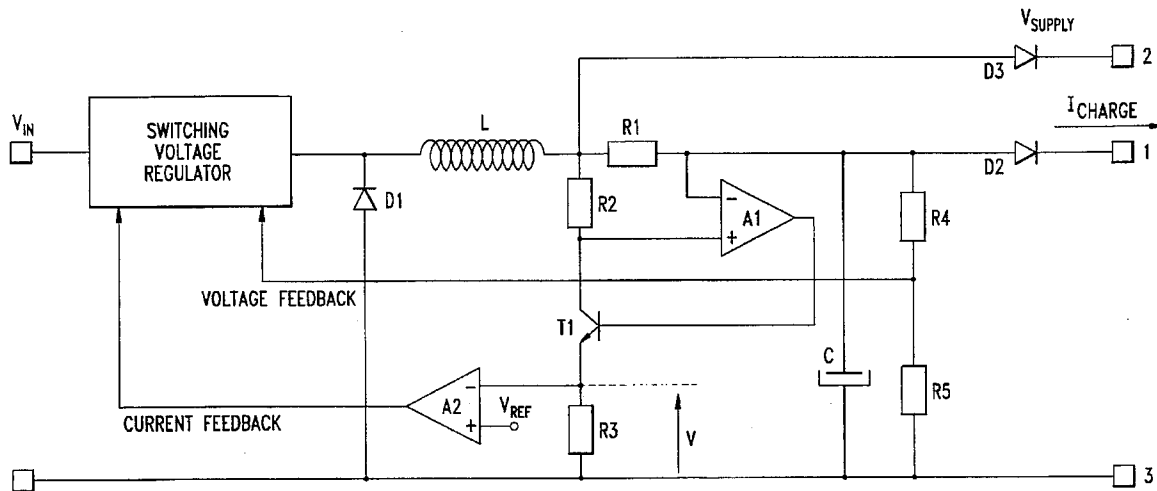 V_SUPPLY
D3
2
V_IN
SWITCHING
VOLTAGE
REGULATOR
L
R1
I_CHARGE
D2
1
D1
R2
A1
R4
VOLTAGE FEEDBACK
T1
C
R5
A2
V_REF
R3
V
CURRENT FEEDBACK
3